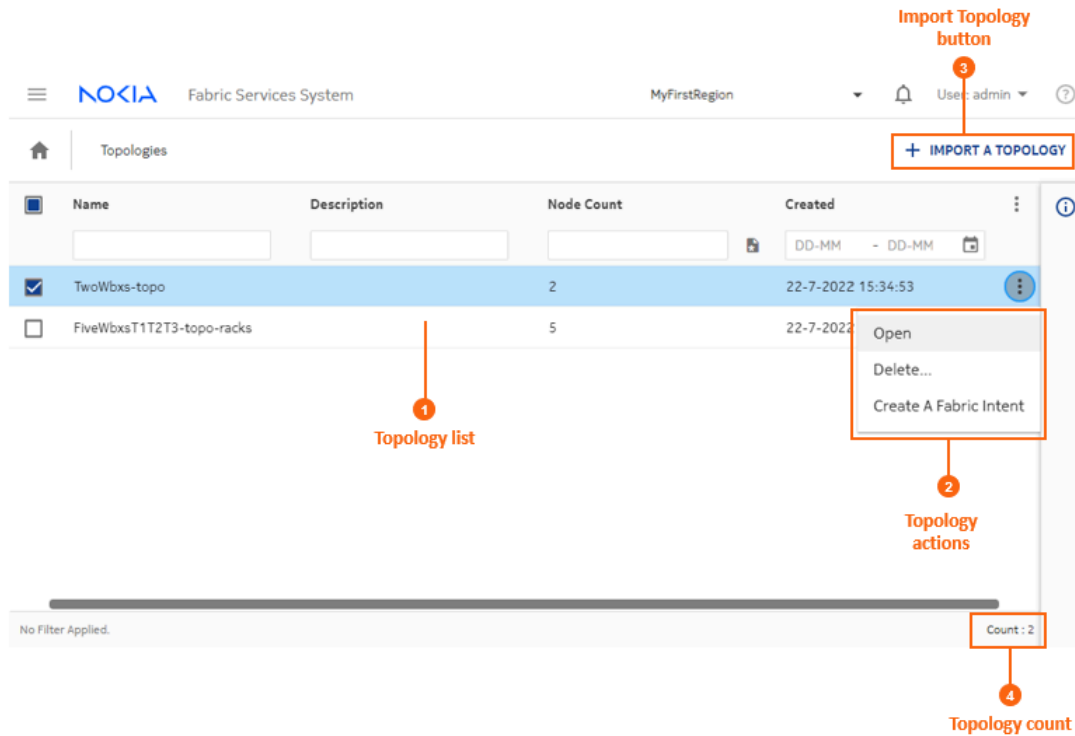 Import Topology
button
3
NOKIA Fabric Services System MyFirstRegion User: admin ?
Topologies + IMPORT A TOPOLOGY
Name Description Node Count Created
DD-MM - DD-MM
TwoWbxs-topo 2 22-7-2022 15:34:53
FiveWbxsT1T2T3-topo-racks 5 22-7-2022
Open
Delete...
Create A Fabric Intent
1
Topology list
2
Topology
actions
No Filter Applied. Count : 2
4
Topology count